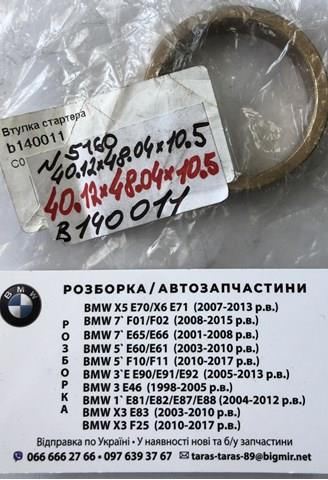 Втулка стартера
b140011
C0
N 5160
40.12×48.04×10.5
40.12×48.04×10.5
B140011
BMW
РОЗБОРКА / АВТОЗАПЧАСТИНИ
РОЗБОРКА
BMW X5 E70/X6 E71 (2007-2013 р.в.)
BMW 7` F01/F02 (2008-2015 р.в.)
BMW 7` E65/E66 (2001-2008 р.в.)
BMW 5` E60/E61 (2003-2010 р.в.)
BMW 5` F10/F11 (2010-2017 р.в.)
BMW 3`E E90/E91/E92 (2005-2013 р.в.)
BMW 3 E46 (1998-2005 р.в.)
BMW 1` E81/E82/E87/E88 (2004-2012 р.в.)
BMW X3 E83 (2003-2010 р.в.)
BMW X3 F25 (2010-2017 р.в.)
Відправка по Україні • У наявності нові та б/у запчастини
066 666 27 66 • 097 639 37 67 taras-taras-89@bigmir.net